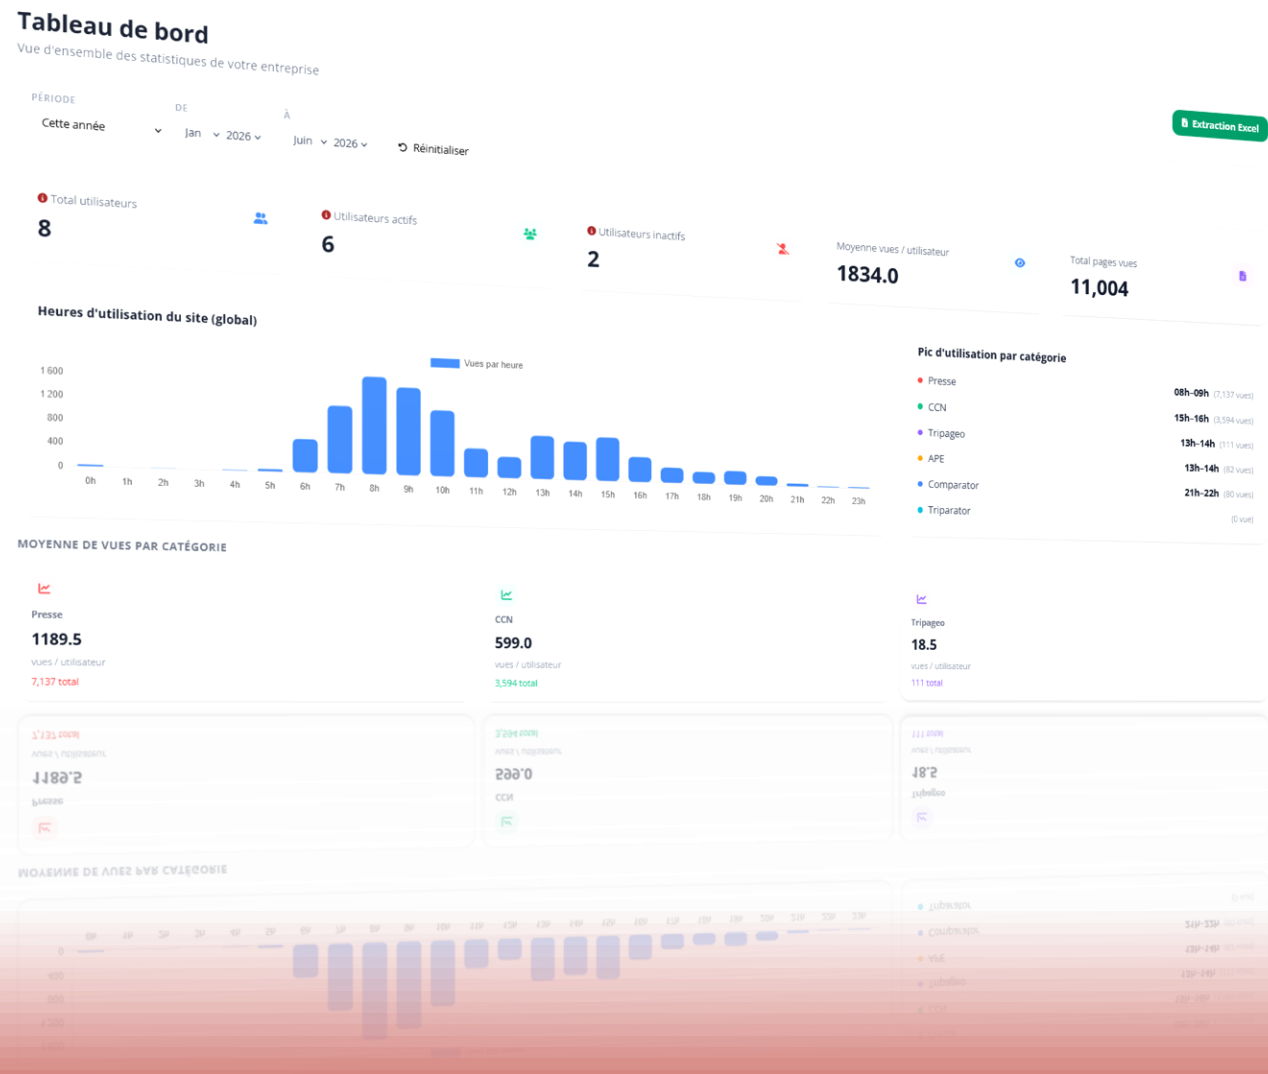 Tableau de bord
Vue d'ensemble des statistiques de votre entreprise
PÉRIODE
DE
À
Cette année
Jan 2026
Juin 2026
Réinitialiser
Extraction Excel
Total utilisateurs
8
Utilisateurs actifs
6
Utilisateurs inactifs
2
Moyenne vues / utilisateur
1834.0
Total pages vues
11,004
Heures d'utilisation du site (global)
Vues par heure
1 600
1 200
800
400
0
0h 1h 2h 3h 4h 5h 6h 7h 8h 9h 10h 11h 12h 13h 14h 15h 16h 17h 18h 19h 20h 21h 22h 23h
Pic d'utilisation par catégorie
Presse 08h–09h (7,137 vues)
CCN 15h–16h (3,594 vues)
Tripageo 13h–14h (111 vues)
APE 13h–14h (82 vues)
Comparator 21h–22h (80 vues)
Triparator (0 vue)
MOYENNE DE VUES PAR CATÉGORIE
Presse
1189.5
vues / utilisateur
7,137 total
CCN
599.0
vues / utilisateur
3,594 total
Tripageo
18.5
vues / utilisateur
111 total